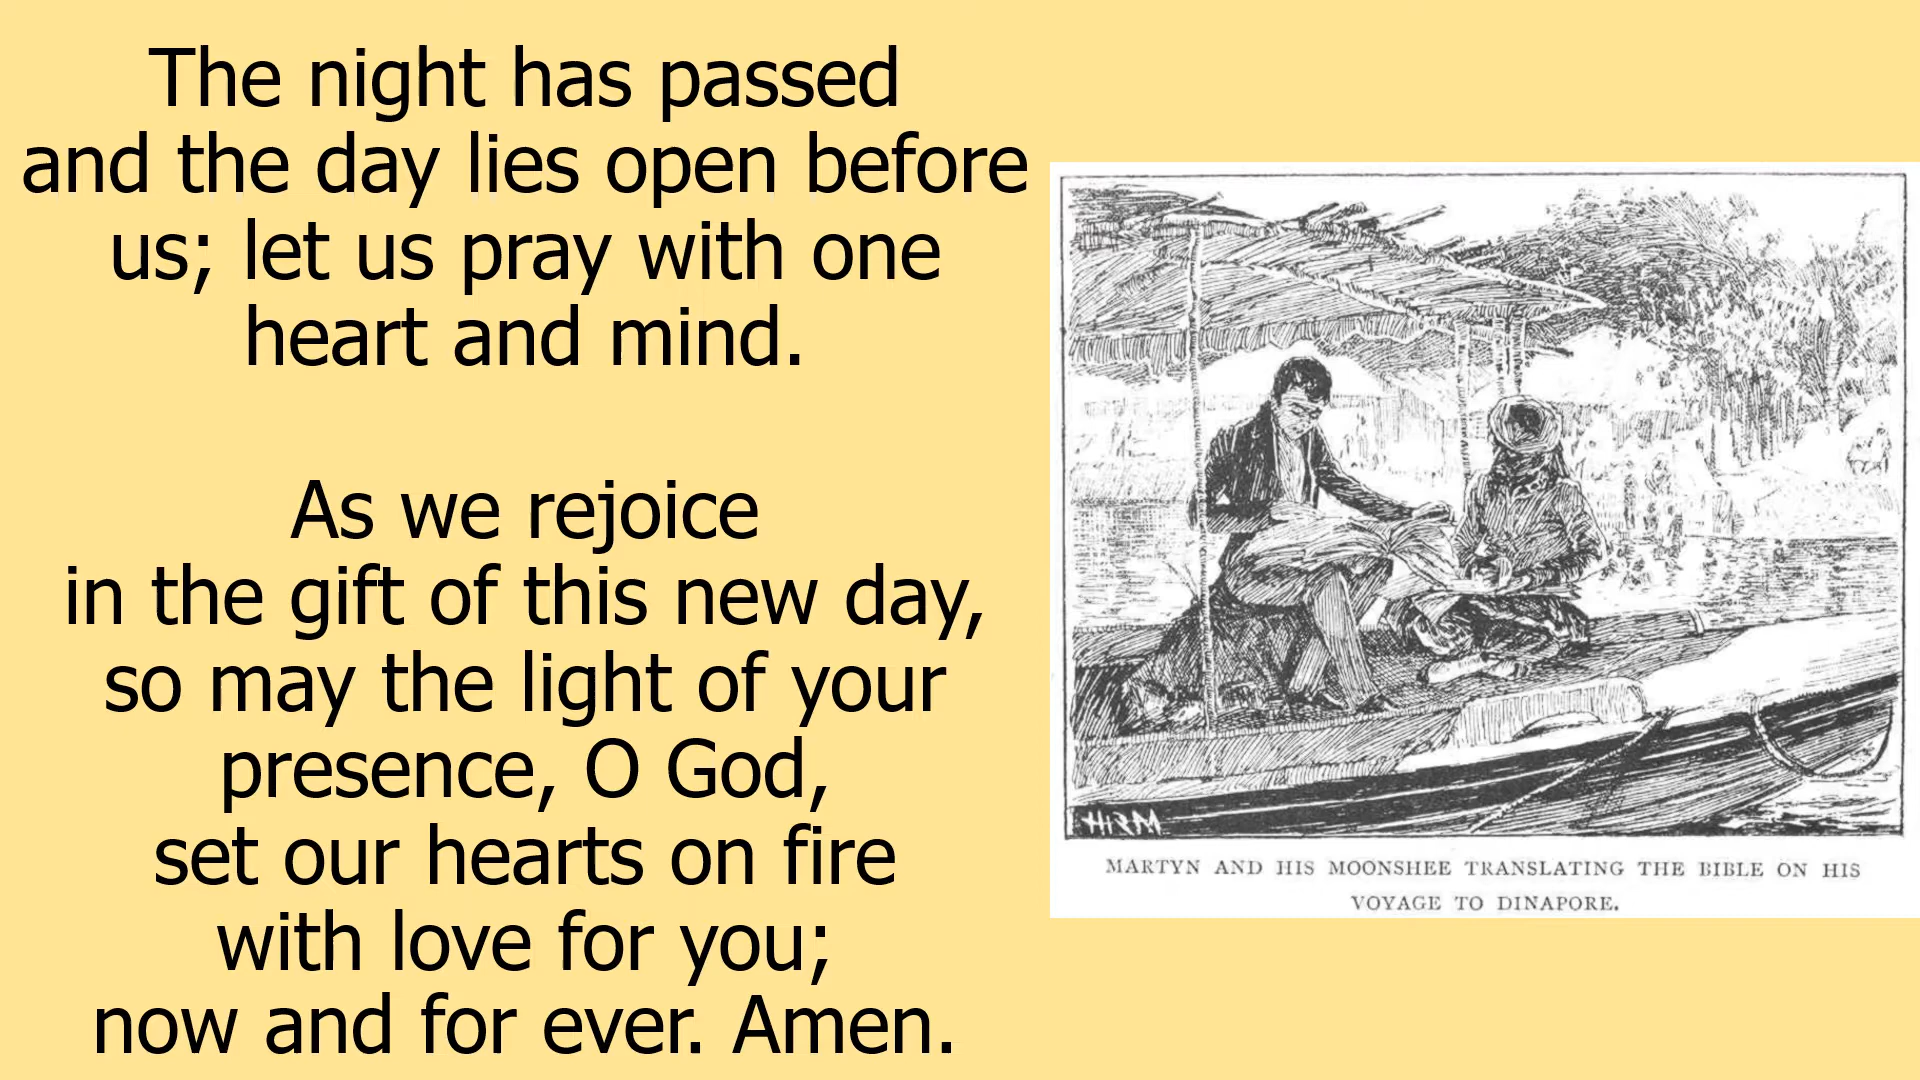 The night has passed
and the day lies open before
us; let us pray with one
heart and mind.
As we rejoice
in the gift of this new day,
so may the light of your
presence, O God,
set our hearts on fire
with love for you;
now and for ever. Amen.
HRM
MARTYN AND HIS MOONSHEE TRANSLATING THE BIBLE ON HIS
VOYAGE TO DINAPORE.